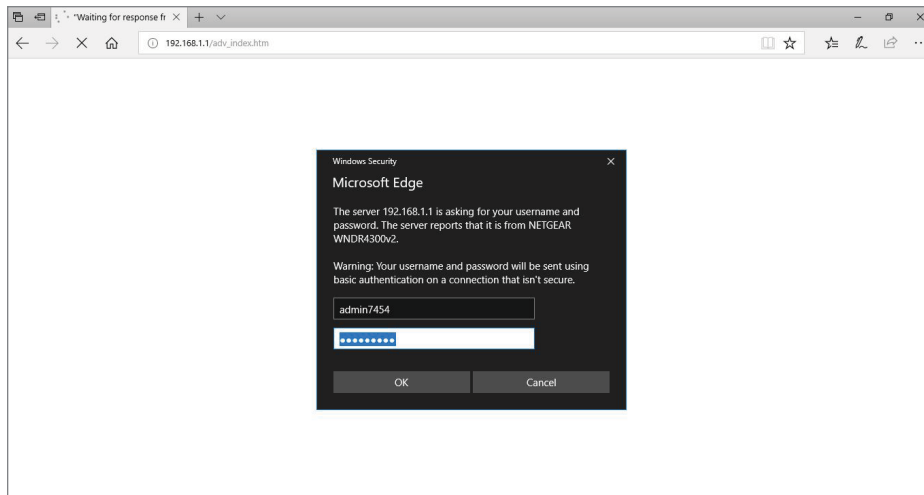 "Waiting for response fr
192.168.1.1/adv_index.htm
Windows Security
Microsoft Edge
The server 192.168.1.1 is asking for your username and
password. The server reports that it is from NETGEAR
WNDR4300v2.
Warning: Your username and password will be sent using
basic authentication on a connection that isn't secure.
admin7454
•••••••••
OK
Cancel